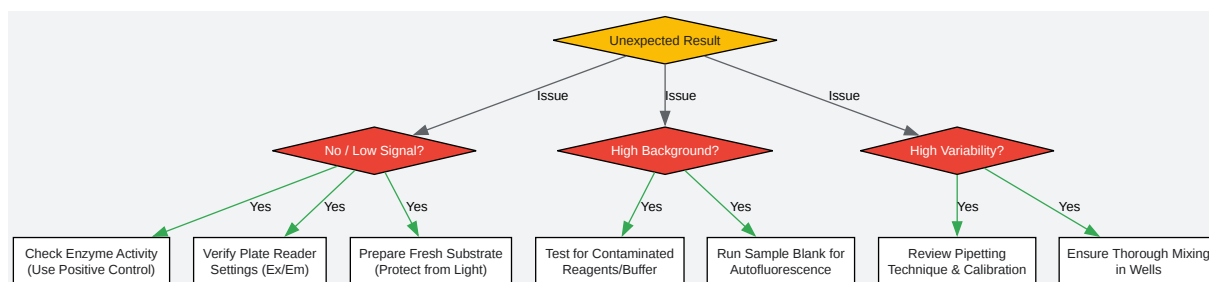 Unexpected Result
Issue
Issue
Issue
No / Low Signal?
High Background?
High Variability?
Yes
Yes
Yes
Yes
Yes
Yes
Yes
Check Enzyme Activity
(Use Positive Control)
Verify Plate Reader
Settings (Ex/Em)
Prepare Fresh Substrate
(Protect from Light)
Test for Contaminated
Reagents/Buffer
Run Sample Blank for
Autofluorescence
Review Pipetting
Technique & Calibration
Ensure Thorough Mixing
in Wells